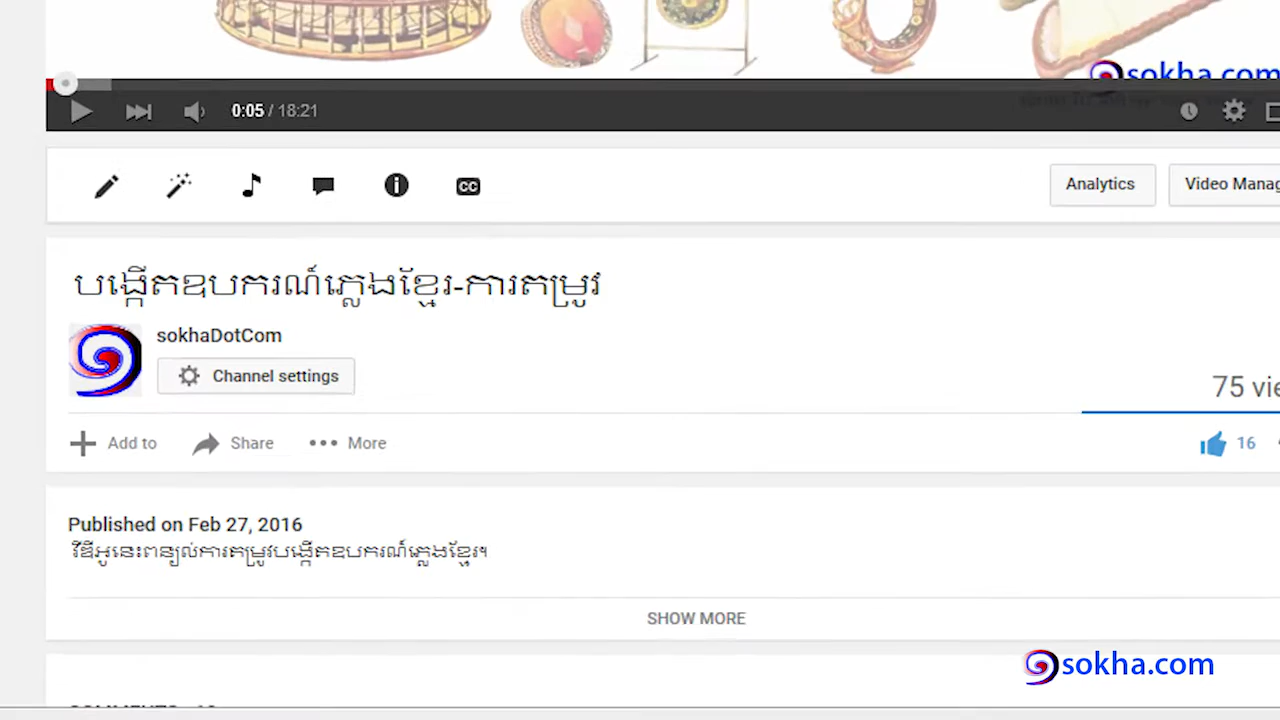 sokha.com
0:05 / 18:21
CC
Analytics
Video Manag
បង្កើតឧបករណ៍ភ្លេងខ្មែរ-ការតម្រូវ
sokhaDotCom
Channel settings
75 vie
Add to
Share
More
16
Published on Feb 27, 2016
វីឌីអូនេះពន្យល់ការតម្រូវបង្កើតឧបករណ៍ភ្លេងខ្មែរ។
SHOW MORE
sokha.com